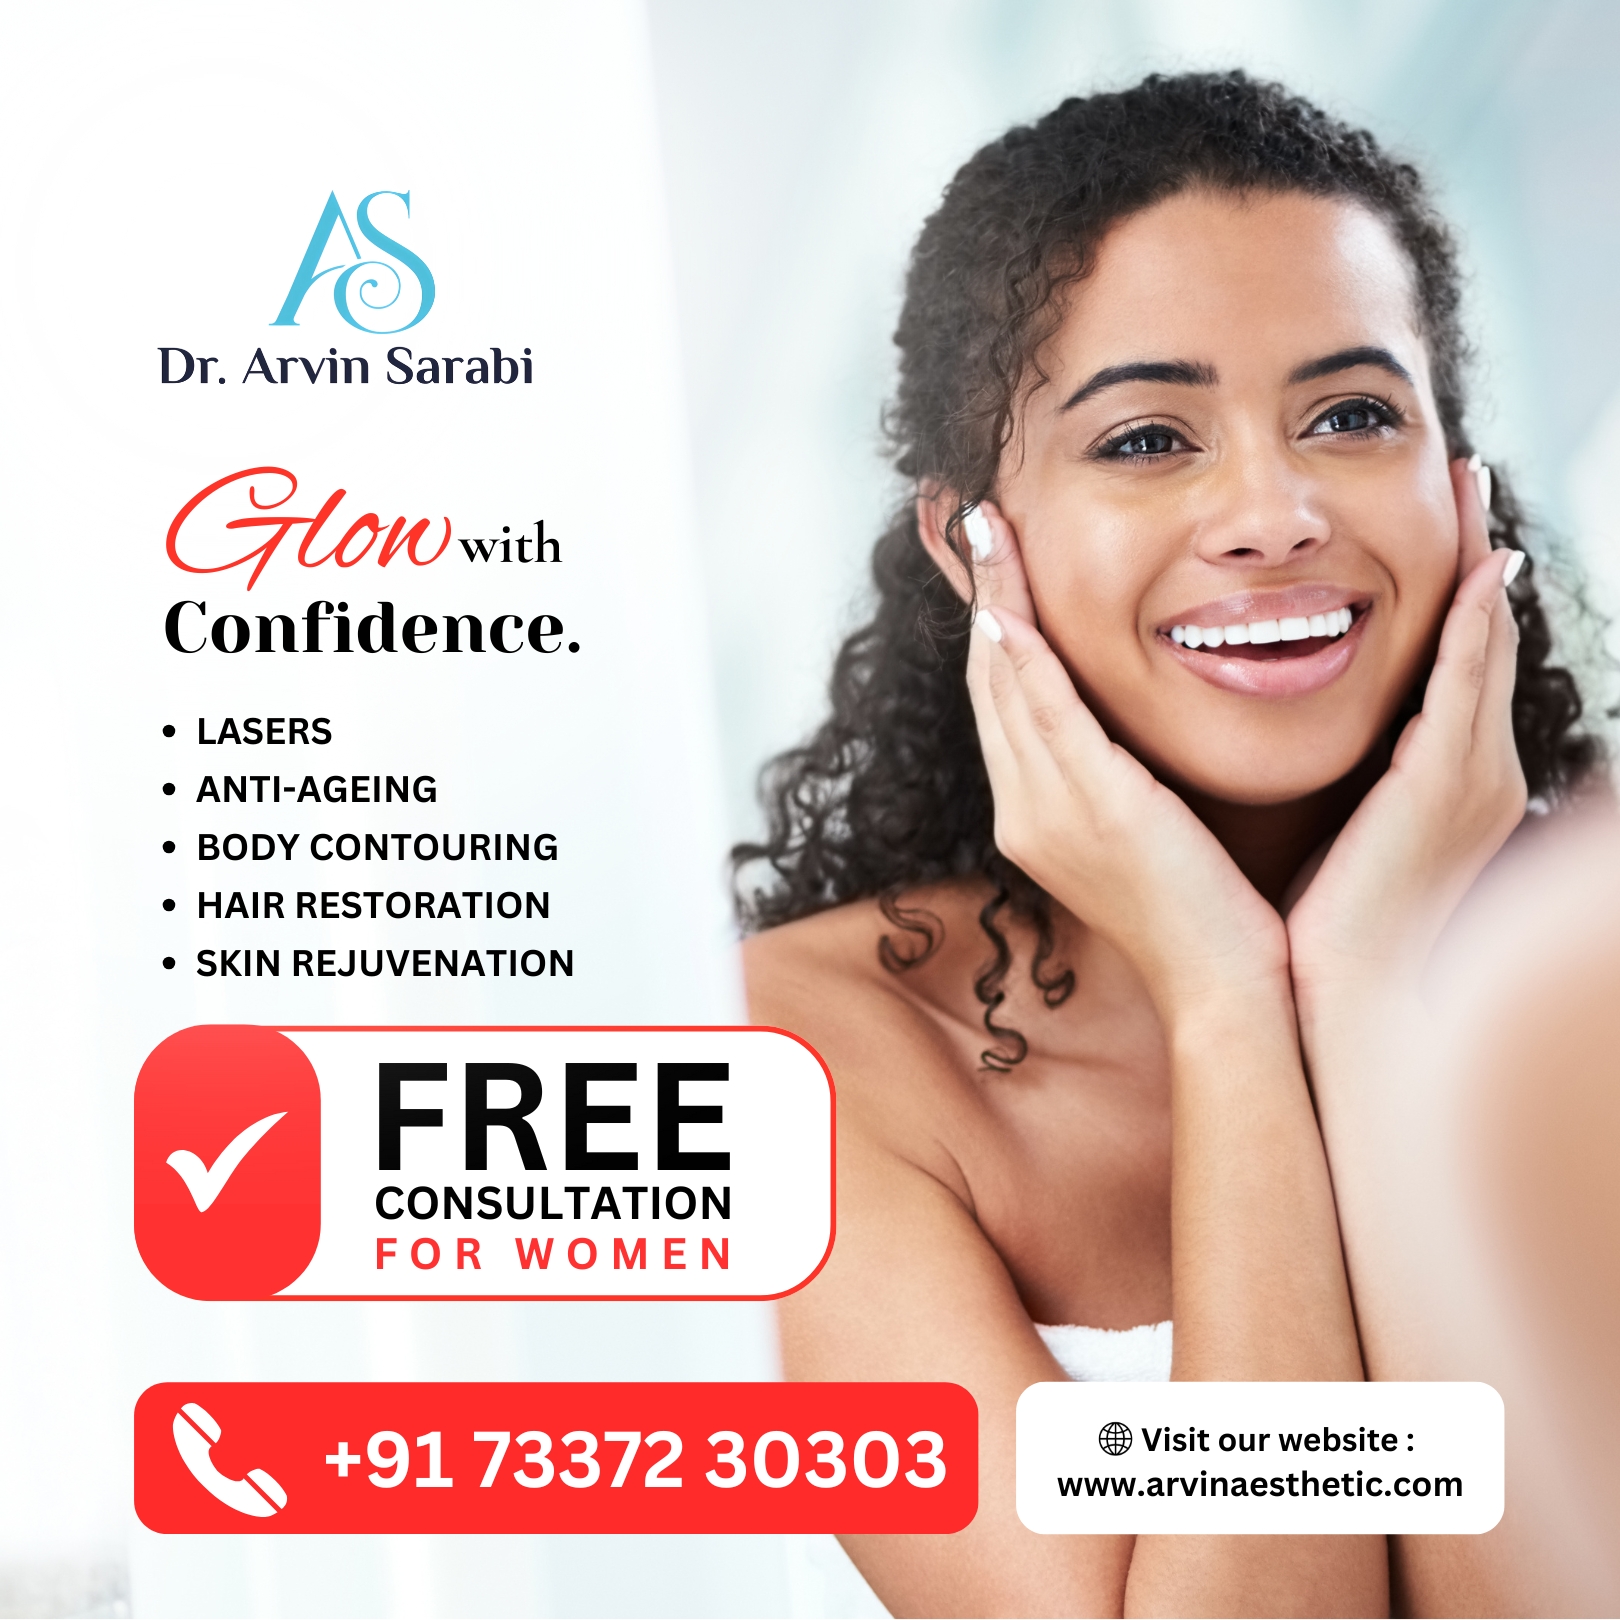 AS
Dr. Arvin Sarabi
Glow with
Confidence.
• LASERS
• ANTI-AGEING
• BODY CONTOURING
• HAIR RESTORATION
• SKIN REJUVENATION
FREE
CONSULTATION
FOR WOMEN
+91 73372 30303
Visit our website :
www.arvinaesthetic.com